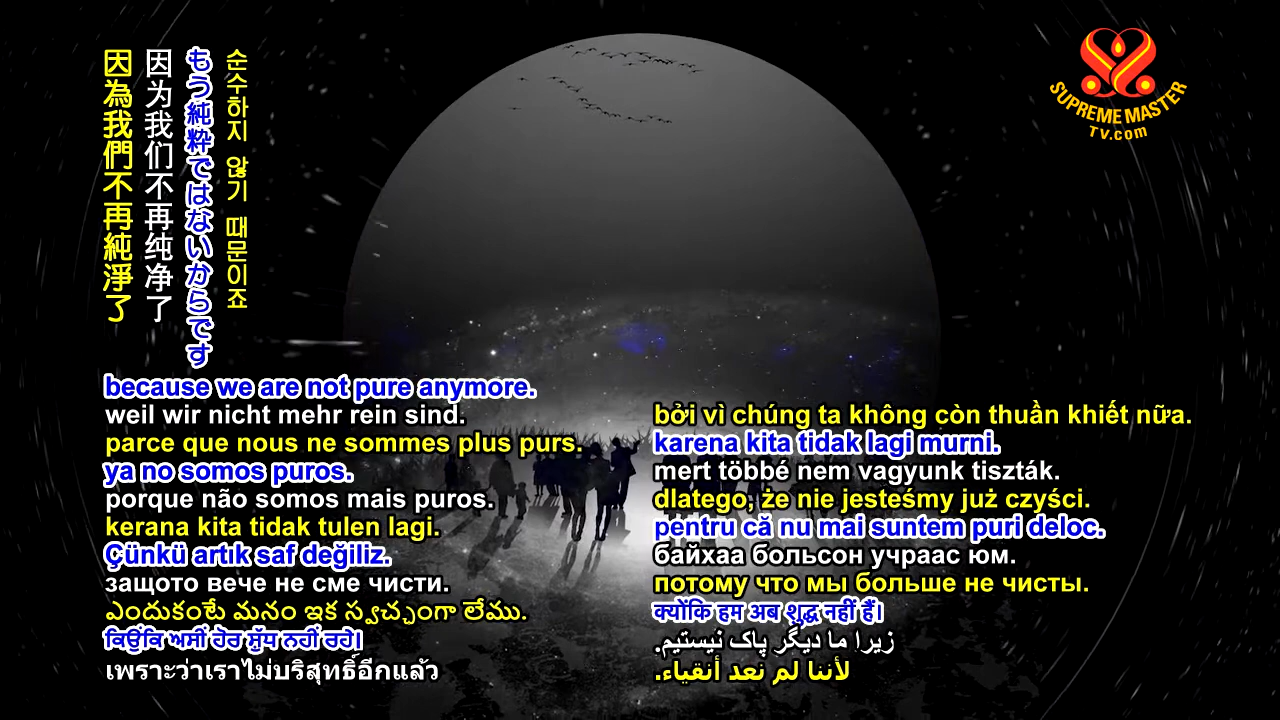 因為我們不再純淨了
因为我们不再纯净了
もう純粋ではないからです
순수하지 않기 때문이죠
SUPREME MASTER
TV.com
because we are not pure anymore.
weil wir nicht mehr rein sind.
parce que nous ne sommes plus purs.
ya no somos puros.
porque não somos mais puros.
kerana kita tidak tulen lagi.
Çünkü artık saf değiliz.
защото вече не сме чисти.
ఎందుకంటే మనం ఇక స్వచ్ఛంగా లేము.
ਕਿਉਂਕਿ ਅਸੀਂ ਹੋਰ ਸ਼ੁੱਧ ਨਹੀਂ ਰਹੇ।
เพราะว่าเราไม่บริสุทธิ์อีกแล้ว
bởi vì chúng ta không còn thuần khiết nữa.
karena kita tidak lagi murni.
mert többé nem vagyunk tiszták.
dlatego, że nie jesteśmy już czyści.
pentru că nu mai suntem puri deloc.
байхаа больсон учраас юм.
потому что мы больше не чисты.
क्योंकि हम अब शुद्ध नहीं हैं।
زیرا ما دیگر پاک نیستیم.
لأننا لم نعد أنقياء.